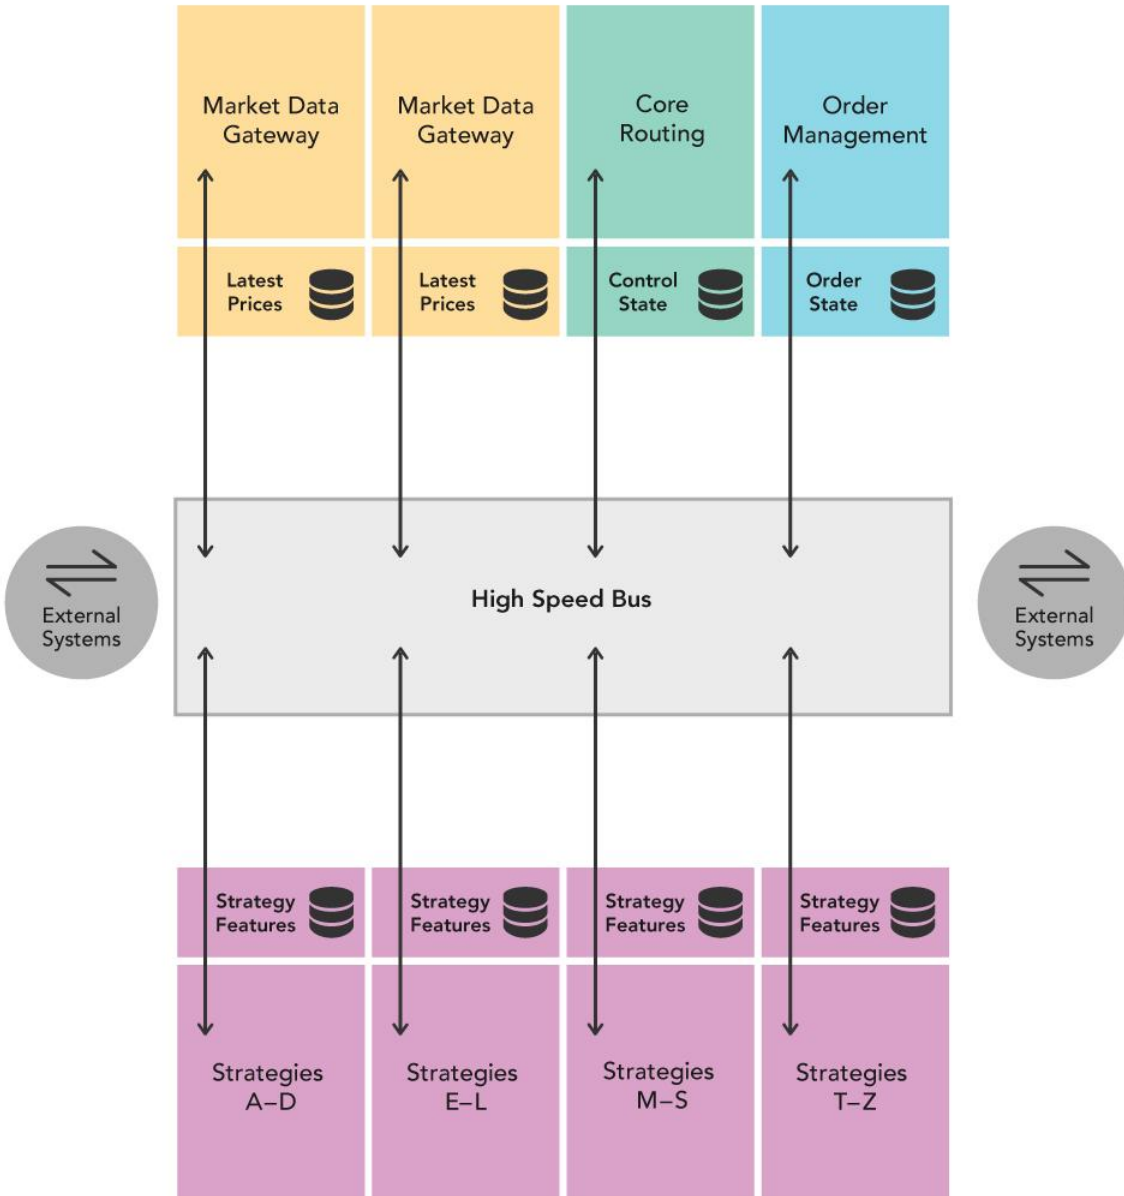 Market Data
Gateway
Market Data
Gateway
Core
Routing
Order
Management
Latest
Prices
Latest
Prices
Control
State
Order
State
External
Systems
High Speed Bus
External
Systems
Strategy
Features
Strategy
Features
Strategy
Features
Strategy
Features
Strategies
A–D
Strategies
E–L
Strategies
M–S
Strategies
T–Z